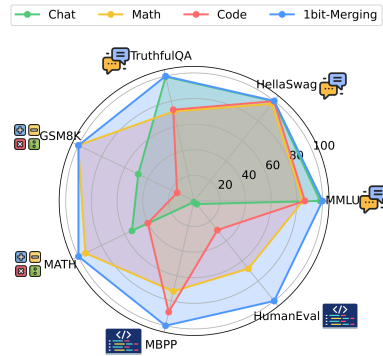 Chat Math Code 1bit-Merging
TruthfulQA
HellaSwag
GSM8K
100
80
60
40
20
MMLU
MATH
HumanEval
MBPP